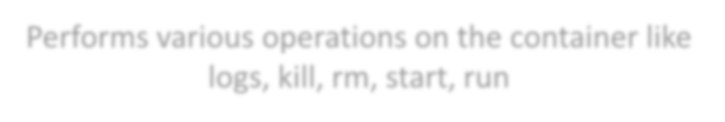 Performs various operations on the container like
logs, kill, rm, start, run